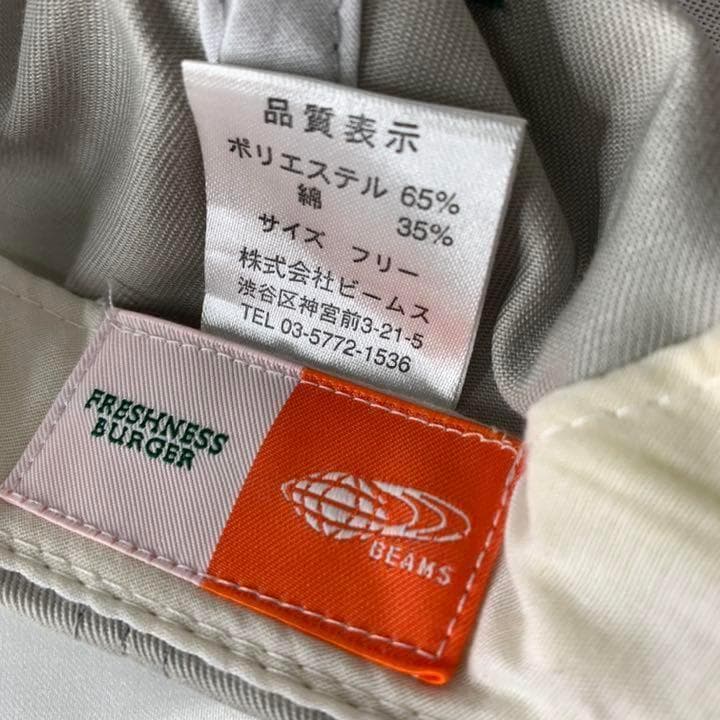 品質表示
ポリエステル 65%
綿 35%
サイズ フリー
株式会社ビームス
渋谷区神宮前3-21-5
TEL 03-5772-1536
FRESHNESS
BURGER
BEAMS